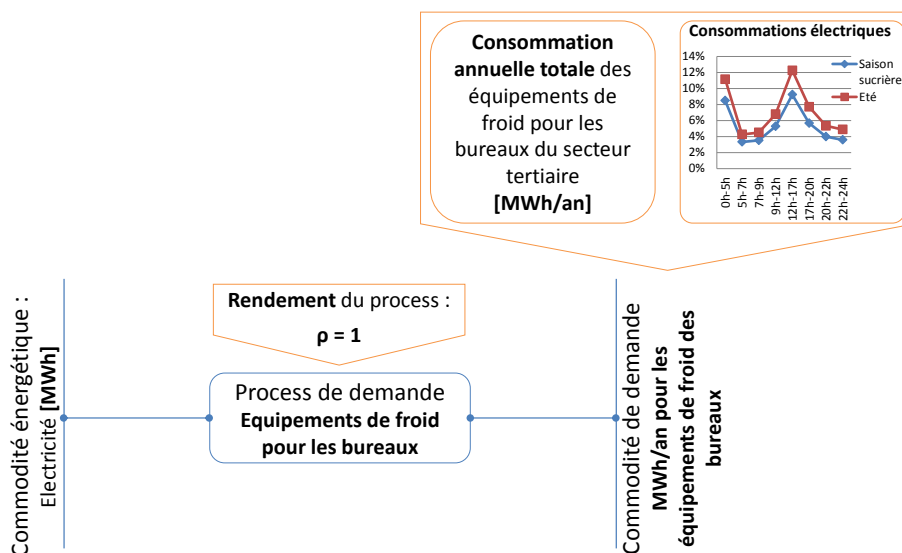 Consommation
annuelle totale des
équipements de
froid pour les
bureaux du secteur
tertiaire
[MWh/an]
Consommations électriques
14%
12%
10%
8%
6%
4%
2%
0%
0h-5h
5h-7h
7h-9h
9h-12h
12h-17h
17h-20h
20h-22h
22h-24h
Saison
sucrière
Eté
Commodité énergétique :
Electricité [MWh]
Rendement du process :
ρ = 1
Process de demande
Equipements de froid
pour les bureaux
Commodité de demande
MWh/an pour les
équipements de froid des
bureaux